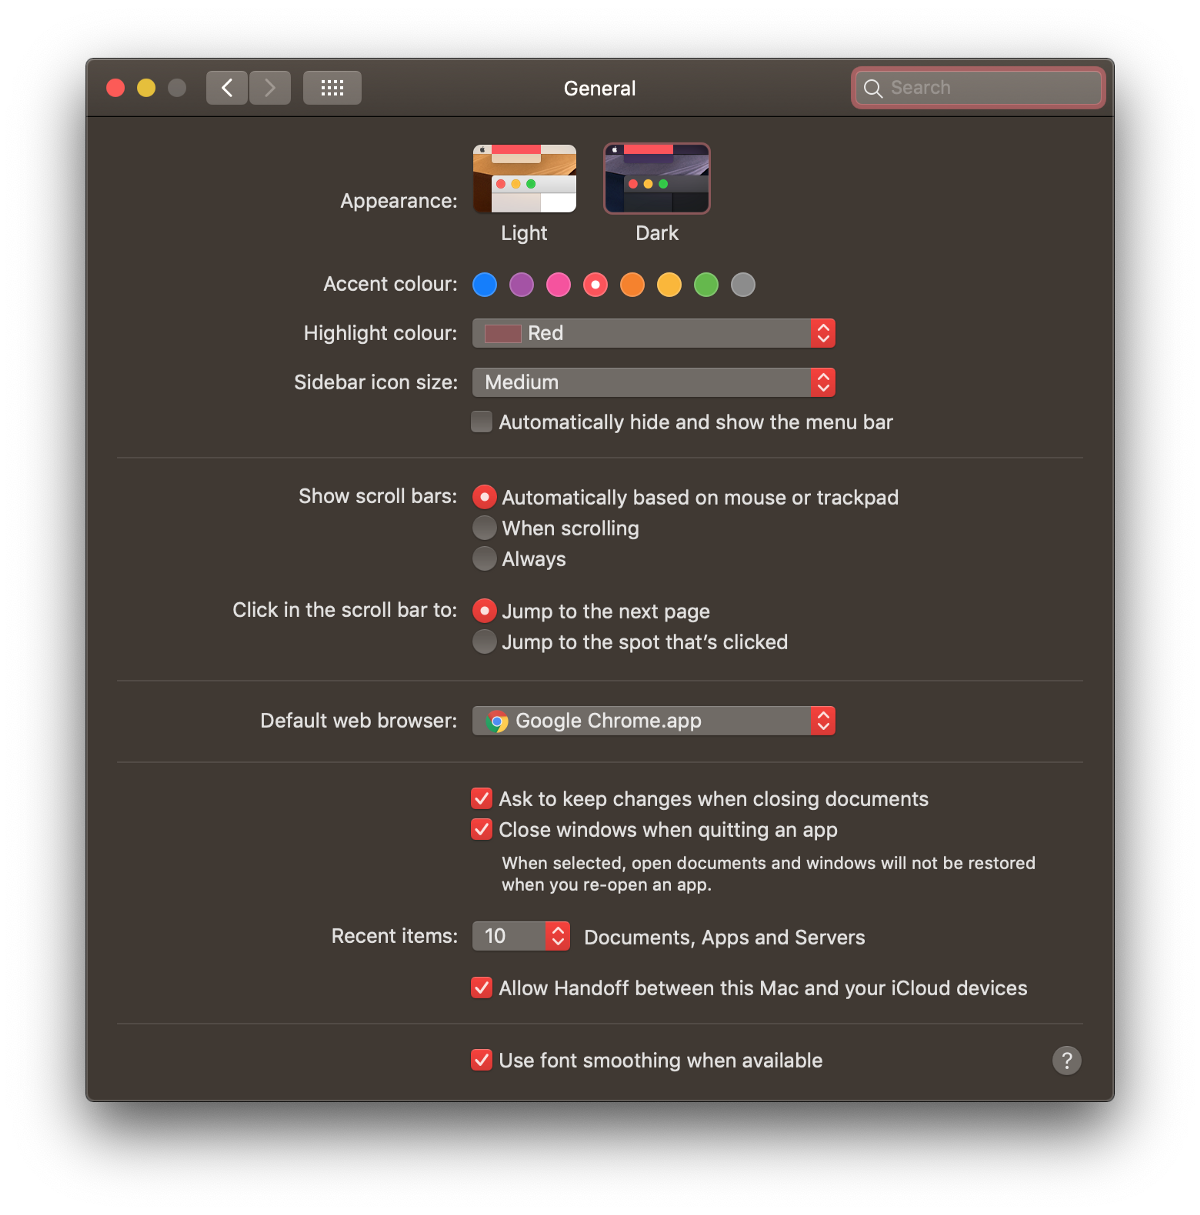 General
Search
Appearance:
Light
Dark
Accent colour:
Highlight colour: Red
Sidebar icon size: Medium
Automatically hide and show the menu bar
Show scroll bars: Automatically based on mouse or trackpad
When scrolling
Always
Click in the scroll bar to: Jump to the next page
Jump to the spot that’s clicked
Default web browser: Google Chrome.app
Ask to keep changes when closing documents
Close windows when quitting an app
When selected, open documents and windows will not be restored
when you re-open an app.
Recent items: 10 Documents, Apps and Servers
Allow Handoff between this Mac and your iCloud devices
Use font smoothing when available
?